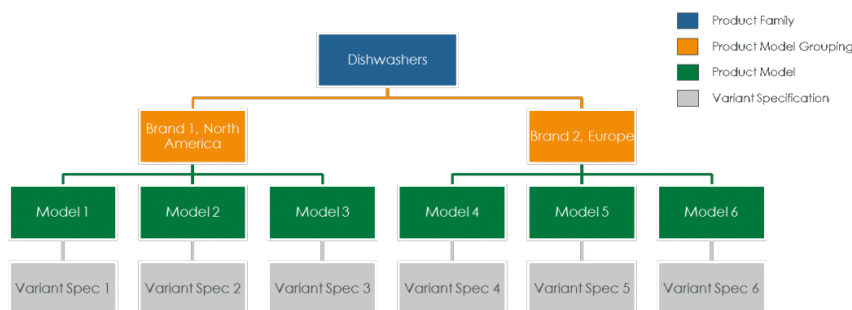 Product Family
Product Model Grouping
Product Model
Variant Specification
Dishwashers
Brand 1, North
America
Brand 2, Europe
Model 1
Model 2
Model 3
Model 4
Model 5
Model 6
Variant Spec 1
Variant Spec 2
Variant Spec 3
Variant Spec 4
Variant Spec 5
Variant Spec 6